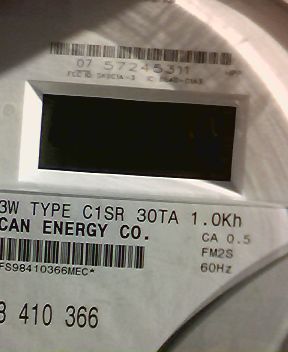 07 57245311
3W TYPE C1SR 30TA 1.0Kh
CAN ENERGY CO.
CA 0.5
FM2S
60Hz
FS98410366MEC*
8 410 366